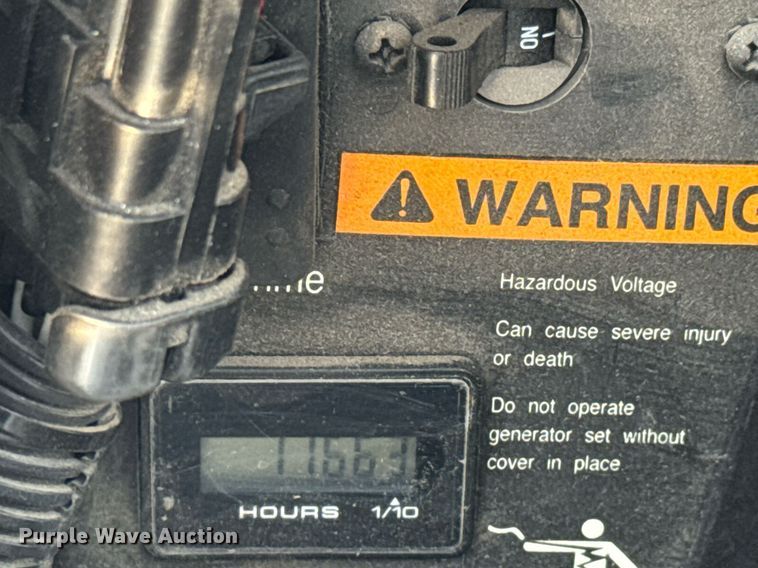 ON
WARNING
Hazardous Voltage
Can cause severe injury
or death
Do not operate
generator set without
cover in place
HOURS 1/10
Purple Wave Auction